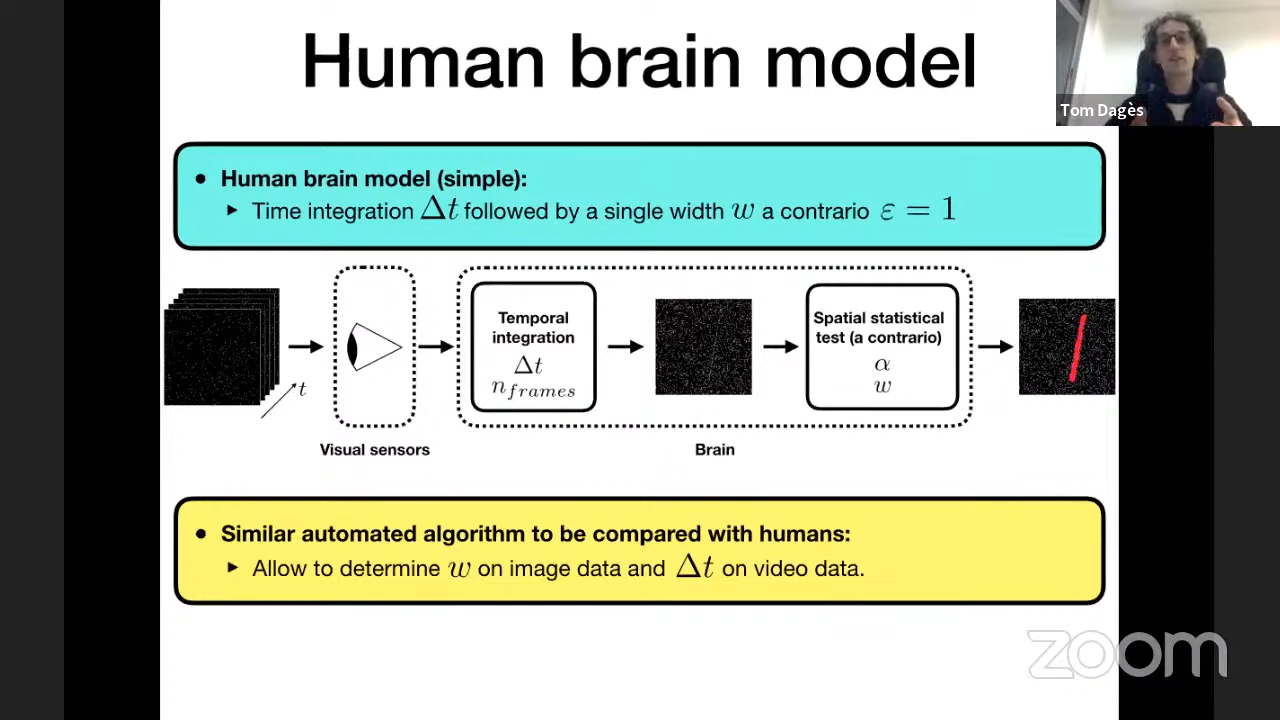 Human brain model
Tom Dagès
• Human brain model (simple):
▸ Time integration Δt followed by a single width w a contrario ε = 1
Temporal
integration
Δt
n_frames
Spatial statistical
test (a contrario)
α
w
t
Visual sensors
Brain
• Similar automated algorithm to be compared with humans:
▸ Allow to determine w on image data and Δt on video data.
zoom